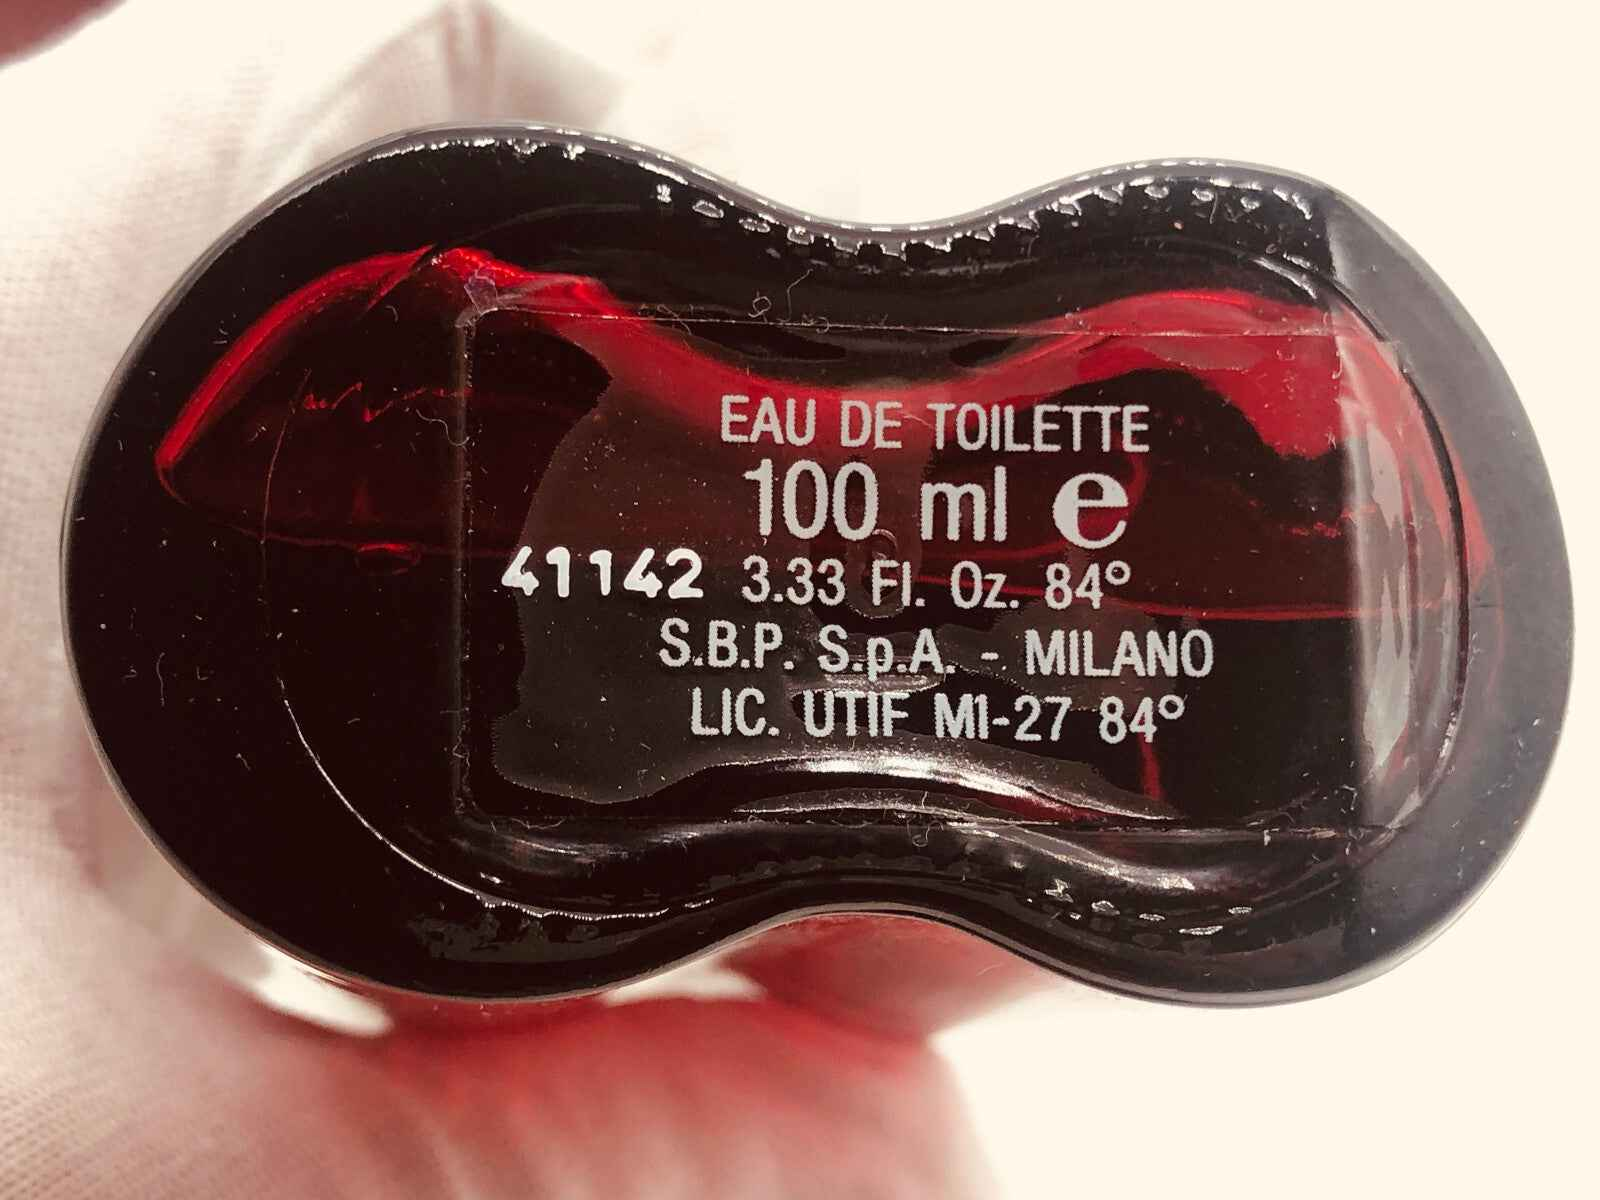 EAU DE TOILETTE
100 ml e
41142 3.33 Fl. Oz. 84°
S.B.P. S.p.A. - MILANO
LIC. UTIF MI-27 84°